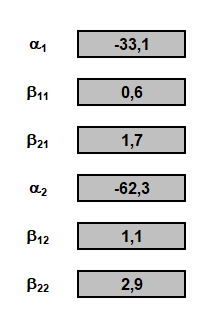 α₁ -33,1
β₁₁ 0,6
β₂₁ 1,7
α₂ -62,3
β₁₂ 1,1
β₂₂ 2,9